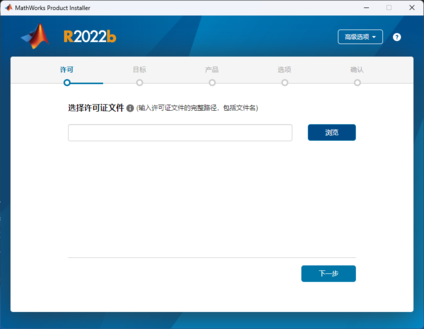 MathWorks Product Installer
R2022b
高级选项
?
许可
目标
产品
选项
确认
选择许可证文件 (输入许可证文件的完整路径，包括文件名)
浏览
下一步